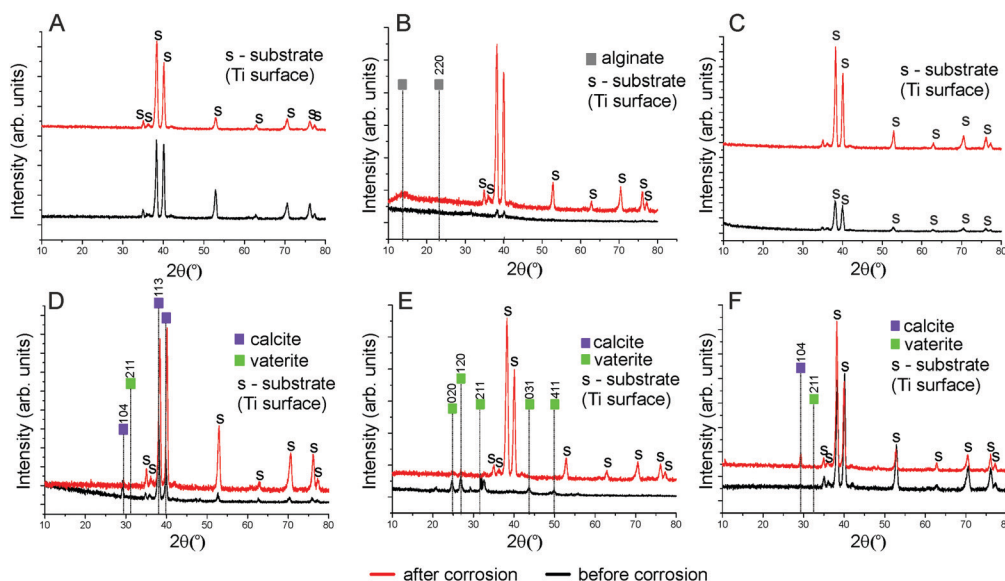 A
s - substrate
(Ti surface)
S S S S S S S S S
Intensity (arb. units)
10 20 30 40 50 60 70 80
2θ(°)
B
alginate
s - substrate
(Ti surface)
220
S S S S S S S
Intensity (arb. units)
10 20 30 40 50 60 70 80
2θ(°)
C
s - substrate
(Ti surface)
S S S S S S
S S S S S S
Intensity (arb. units)
10 20 30 40 50 60 70 80
2θ(°)
D
calcite
vaterite
s - substrate
(Ti surface)
104 211 113
S S S S S S S
Intensity (arb. units)
10 20 30 40 50 60 70 80
2θ(°)
E
calcite
vaterite
s - substrate
(Ti surface)
020 120 211 031 411
S S S S S S S S S
Intensity (arb. units)
10 20 30 40 50 60 70 80
2θ(°)
F
calcite
vaterite
s - substrate
(Ti surface)
104 211
S S S S S S S S S
Intensity (arb. units)
10 20 30 40 50 60 70 80
2θ(°)
after corrosion before corrosion